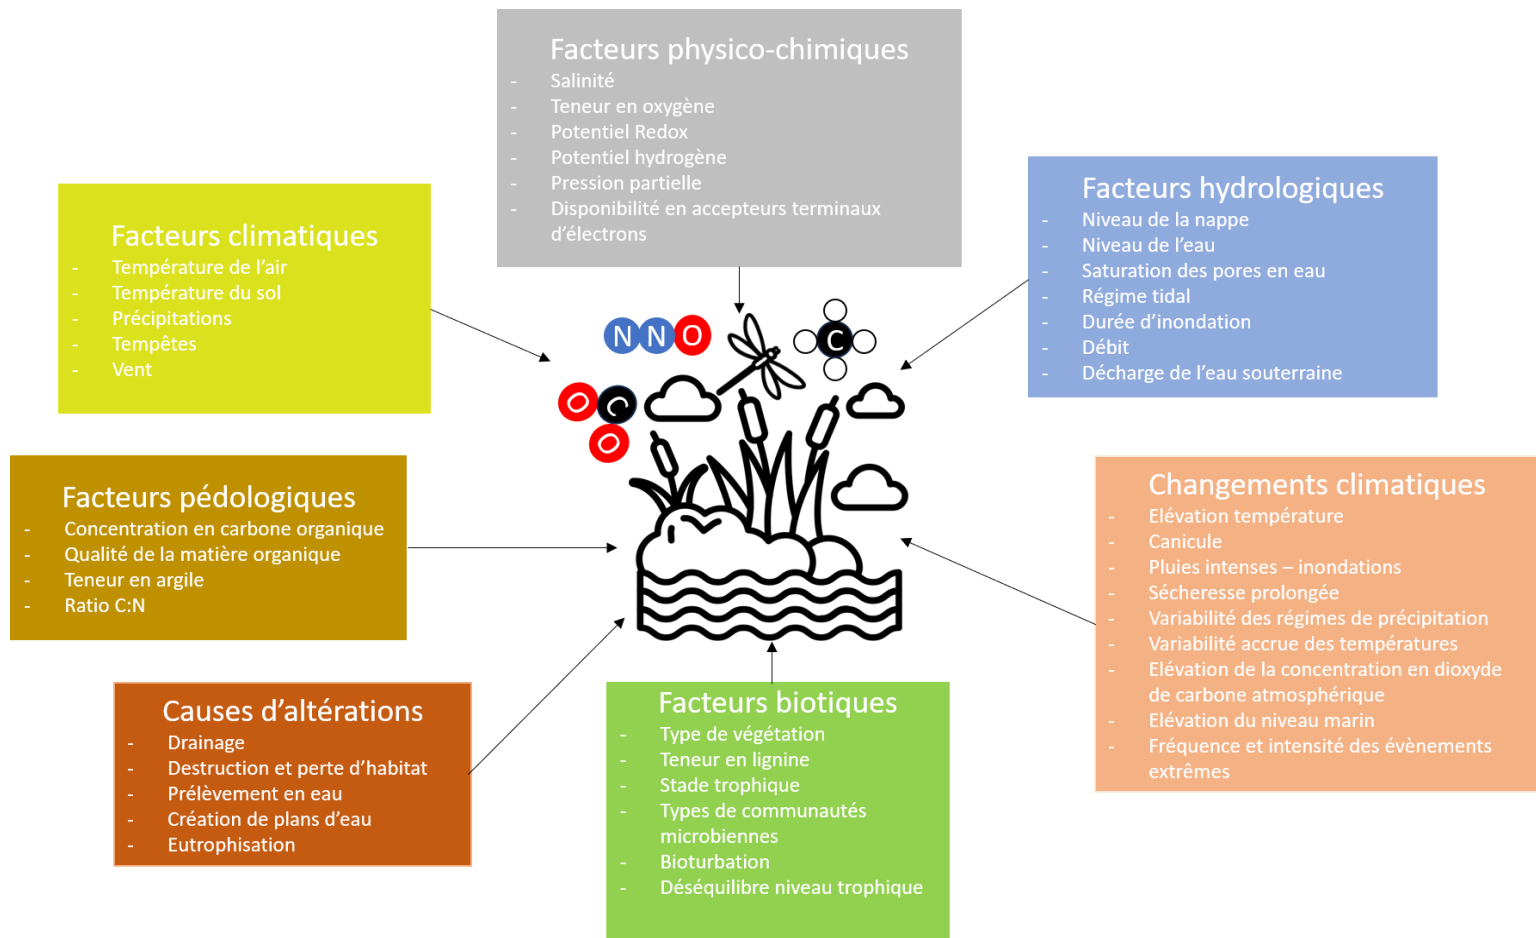 Facteurs physico-chimiques
- Salinité
- Teneur en oxygène
- Potentiel Redox
- Potentiel hydrogène
- Pression partielle
- Disponibilité en accepteurs terminaux
d’électrons
Facteurs climatiques
- Température de l’air
- Température du sol
- Précipitations
- Tempêtes
- Vent
Facteurs hydrologiques
- Niveau de la nappe
- Niveau de l’eau
- Saturation des pores en eau
- Régime tidal
- Durée d’inondation
- Débit
- Décharge de l’eau souterraine
N N O
C
O C
O
Facteurs pédologiques
- Concentration en carbone organique
- Qualité de la matière organique
- Teneur en argile
- Ratio C:N
Changements climatiques
- Elévation température
- Canicule
- Pluies intenses – inondations
- Sécheresse prolongée
- Variabilité des régimes de précipitation
- Variabilité accrue des températures
- Elévation de la concentration en dioxyde
de carbone atmosphérique
- Elévation du niveau marin
- Fréquence et intensité des évènements
extrêmes
Causes d’altérations
- Drainage
- Destruction et perte d’habitat
- Prélèvement en eau
- Création de plans d’eau
- Eutrophisation
Facteurs biotiques
- Type de végétation
- Teneur en lignine
- Stade trophique
- Types de communautés
microbiennes
- Bioturbation
- Déséquilibre niveau trophique